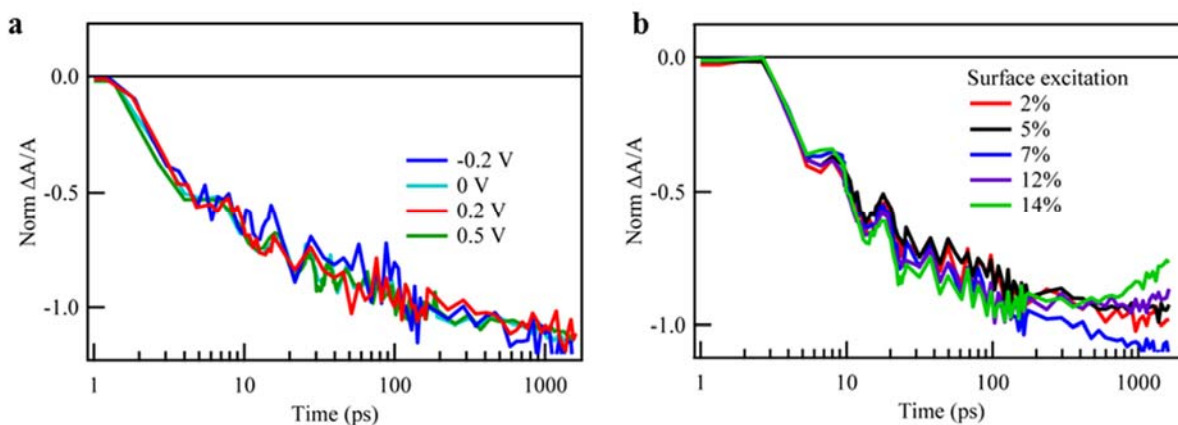 a
0.0
-0.5
-1.0
Norm ΔA/A
-0.2 V
0 V
0.2 V
0.5 V
1
10
100
1000
Time (ps)
b
0.0
-0.5
-1.0
Norm ΔA/A
Surface excitation
2%
5%
7%
12%
14%
1
10
100
1000
Time (ps)